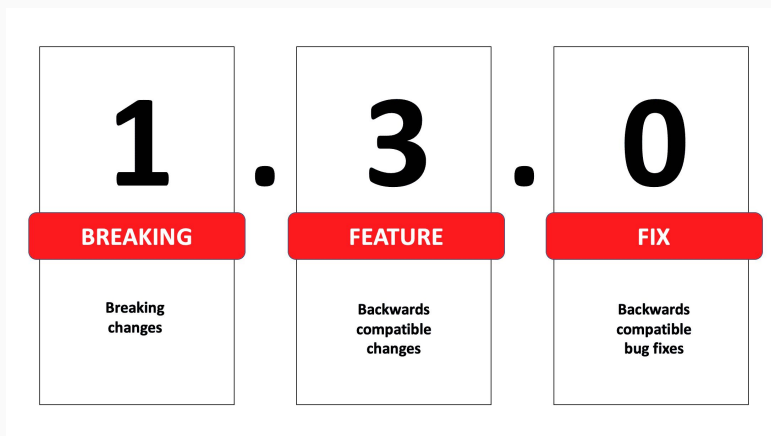 1 . 3 . 0
BREAKING
FEATURE
FIX
Breaking
changes
Backwards
compatible
changes
Backwards
compatible
bug fixes